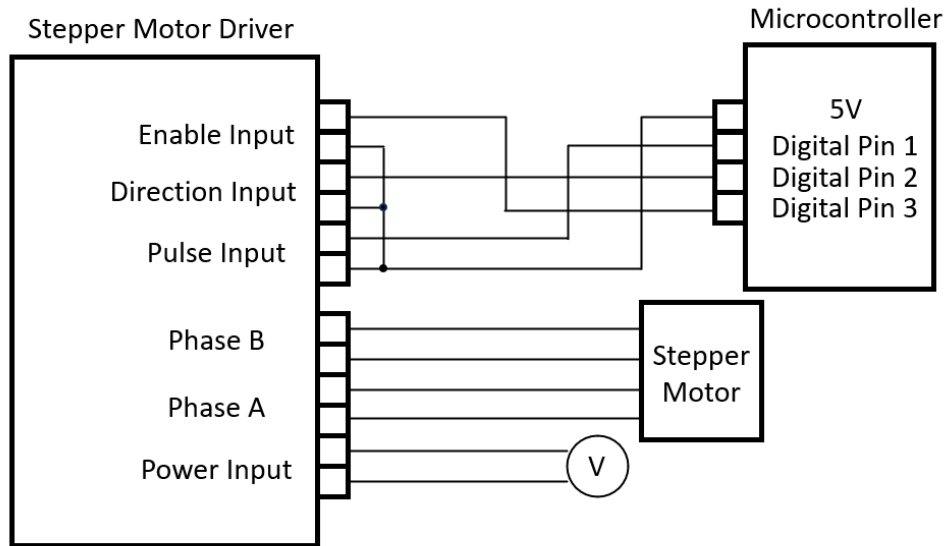 Stepper Motor Driver
Enable Input
Direction Input
Pulse Input
Phase B
Phase A
Power Input
Microcontroller
5V
Digital Pin 1
Digital Pin 2
Digital Pin 3
Stepper
Motor
V